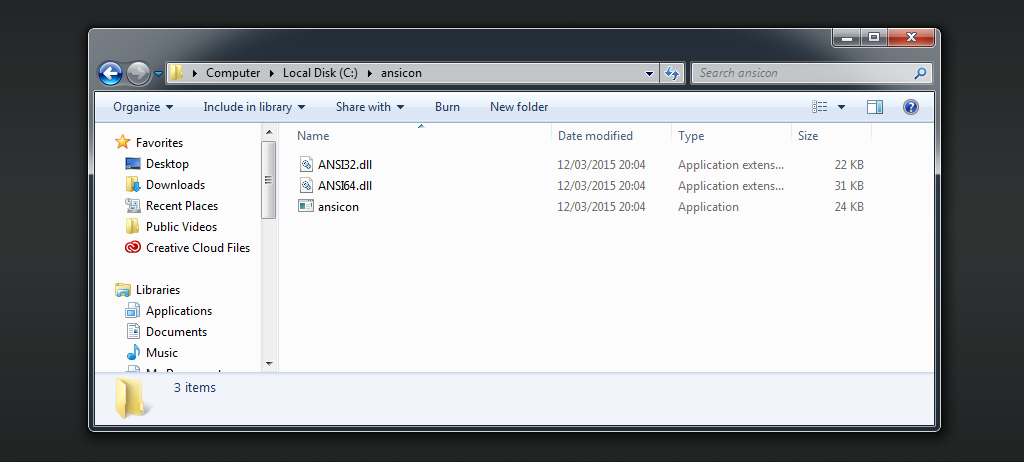 Computer Local Disk (C:) ansicon
Search ansicon
Organize Include in library Share with Burn New folder
Name Date modified Type Size
Favorites
Desktop
Downloads
Recent Places
Public Videos
Creative Cloud Files
Libraries
Applications
Documents
Music
ANSI32.dll 12/03/2015 20:04 Application extens... 22 KB
ANSI64.dll 12/03/2015 20:04 Application extens... 31 KB
ansicon 12/03/2015 20:04 Application 24 KB
3 items